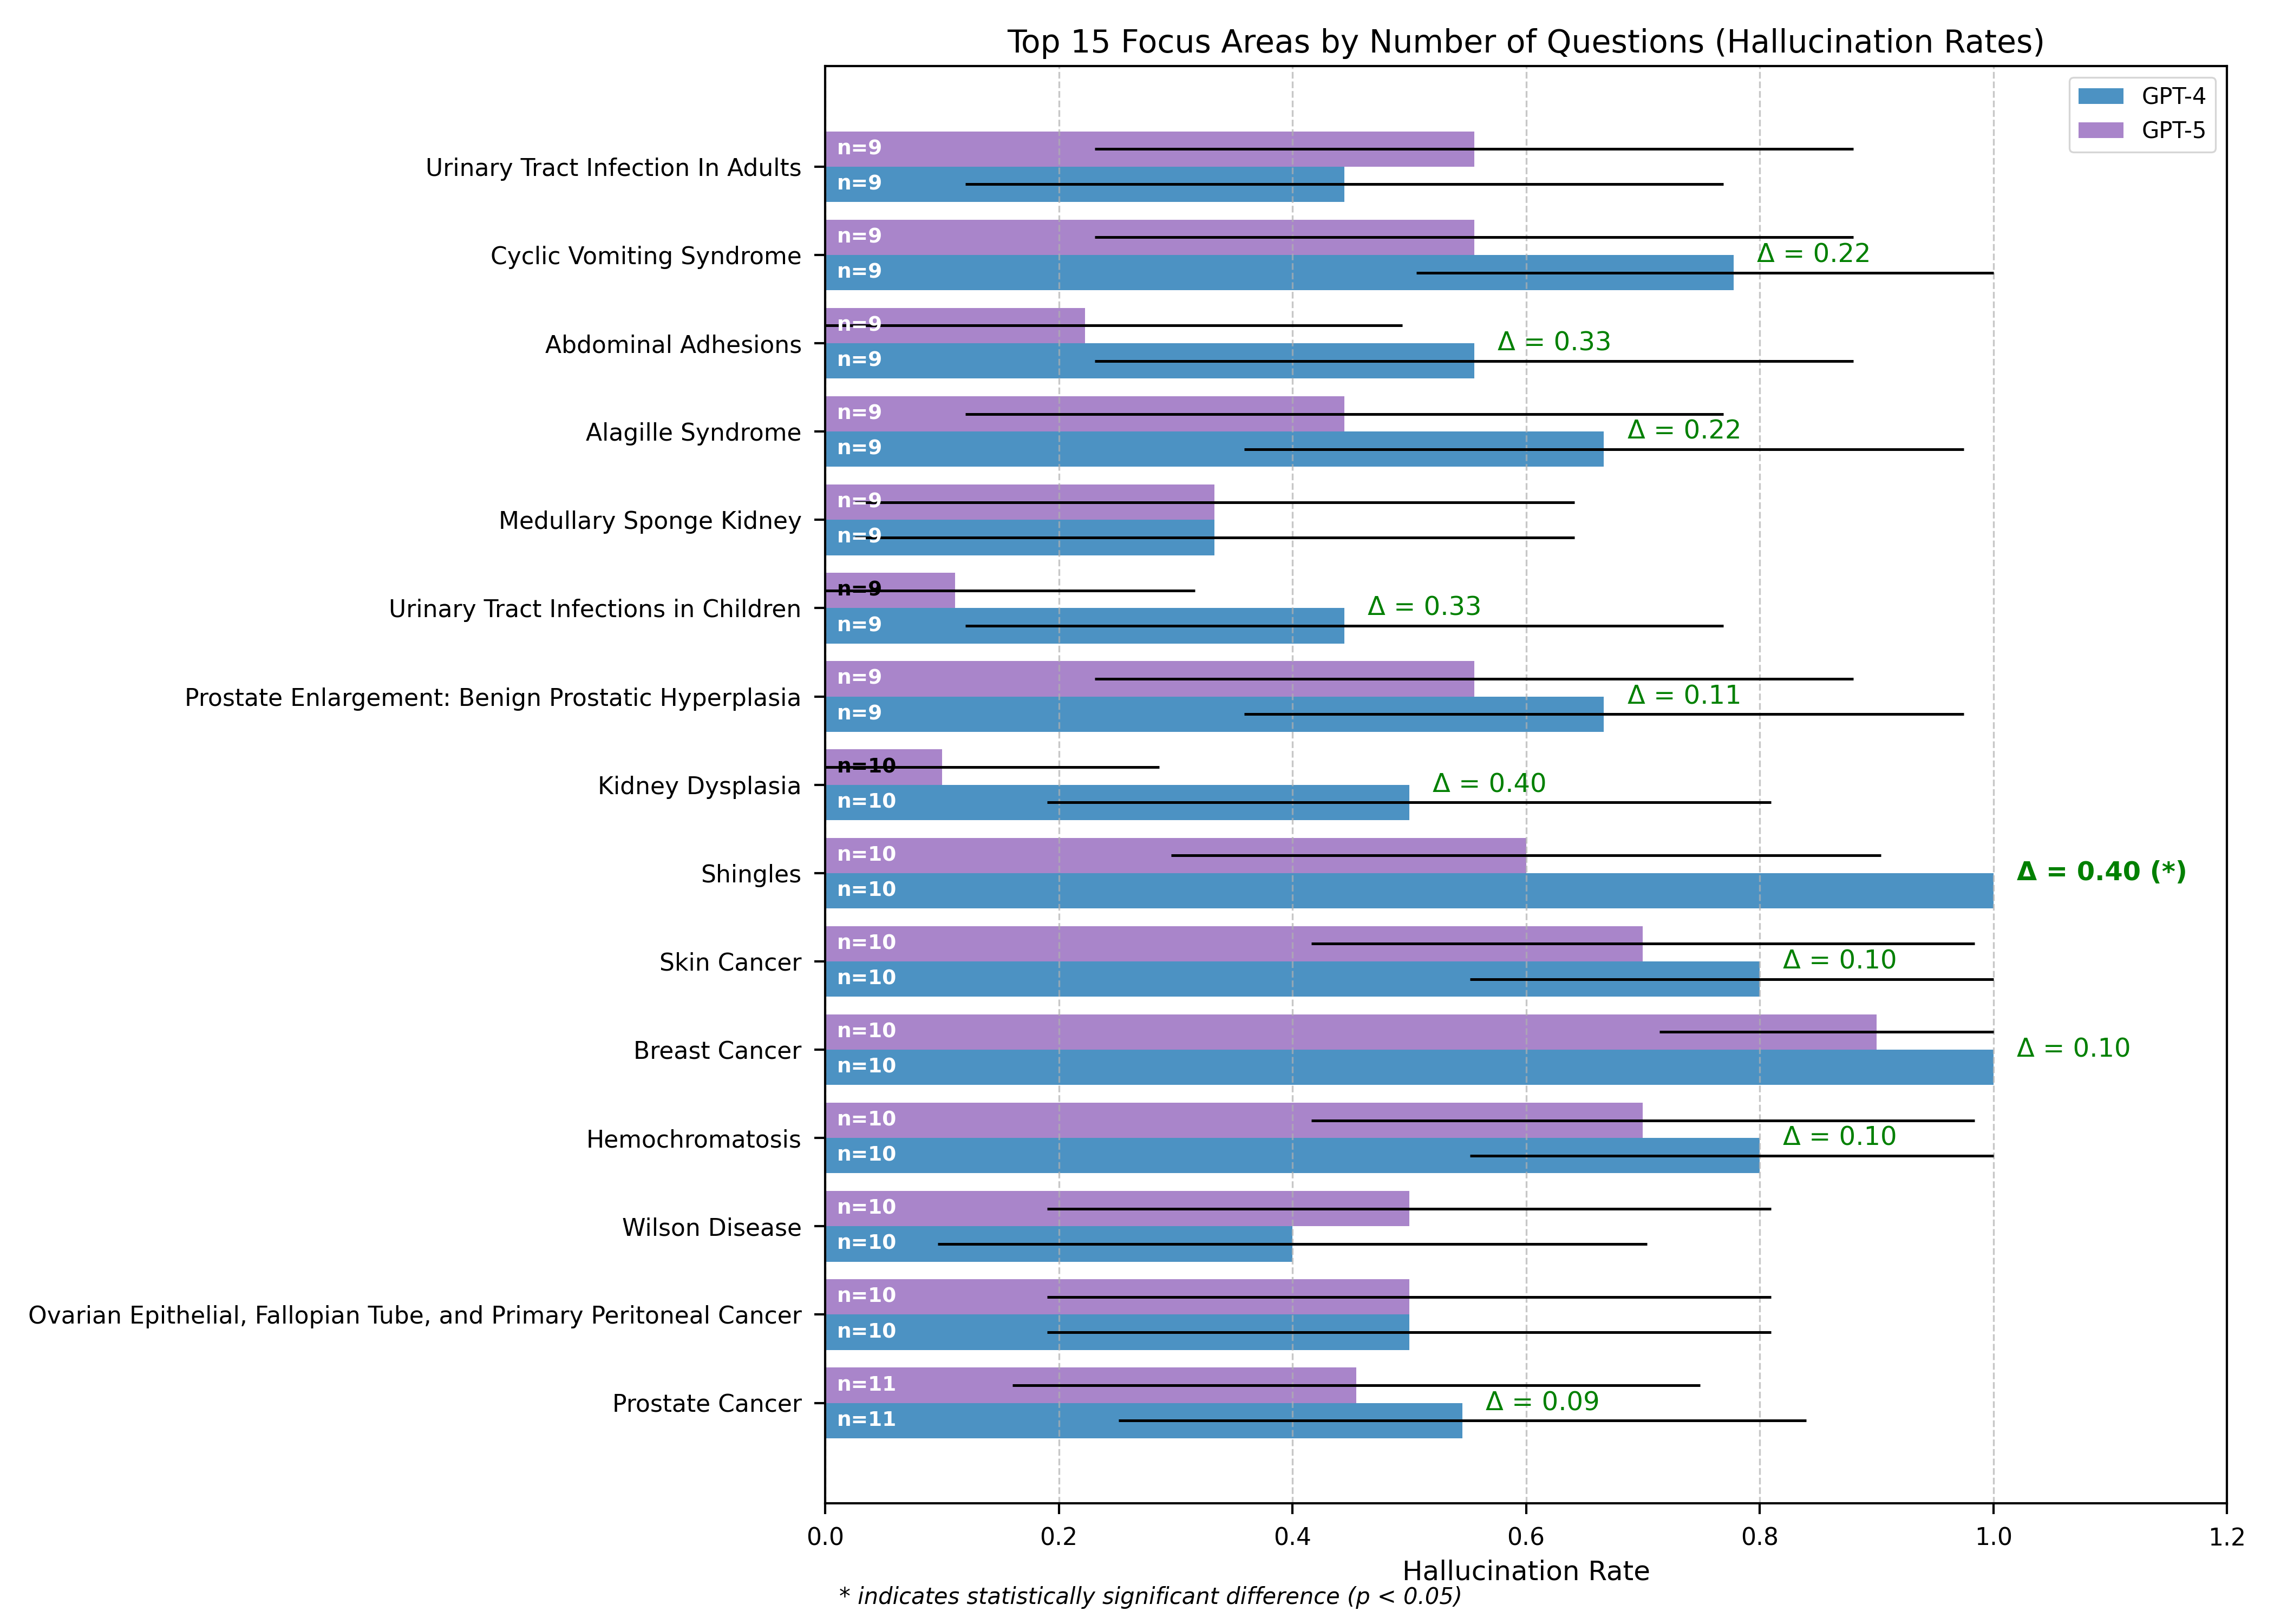 Top 15 Focus Areas by Number of Questions (Hallucination Rates)
GPT-4
GPT-5
Urinary Tract Infection In Adults
n=9
n=9
Cyclic Vomiting Syndrome
n=9
n=9
Δ = 0.22
Abdominal Adhesions
n=9
n=9
Δ = 0.33
Alagille Syndrome
n=9
n=9
Δ = 0.22
Medullary Sponge Kidney
n=9
n=9
Urinary Tract Infections in Children
n=9
n=9
Δ = 0.33
Prostate Enlargement: Benign Prostatic Hyperplasia
n=9
n=9
Δ = 0.11
Kidney Dysplasia
n=10
n=10
Δ = 0.40
Shingles
n=10
n=10
Δ = 0.40 (*)
Skin Cancer
n=10
n=10
Δ = 0.10
Breast Cancer
n=10
n=10
Δ = 0.10
Hemochromatosis
n=10
n=10
Δ = 0.10
Wilson Disease
n=10
n=10
Ovarian Epithelial, Fallopian Tube, and Primary Peritoneal Cancer
n=10
n=10
Prostate Cancer
n=11
n=11
Δ = 0.09
0.0 0.2 0.4 0.6 0.8 1.0 1.2
Hallucination Rate
* indicates statistically significant difference (p < 0.05)